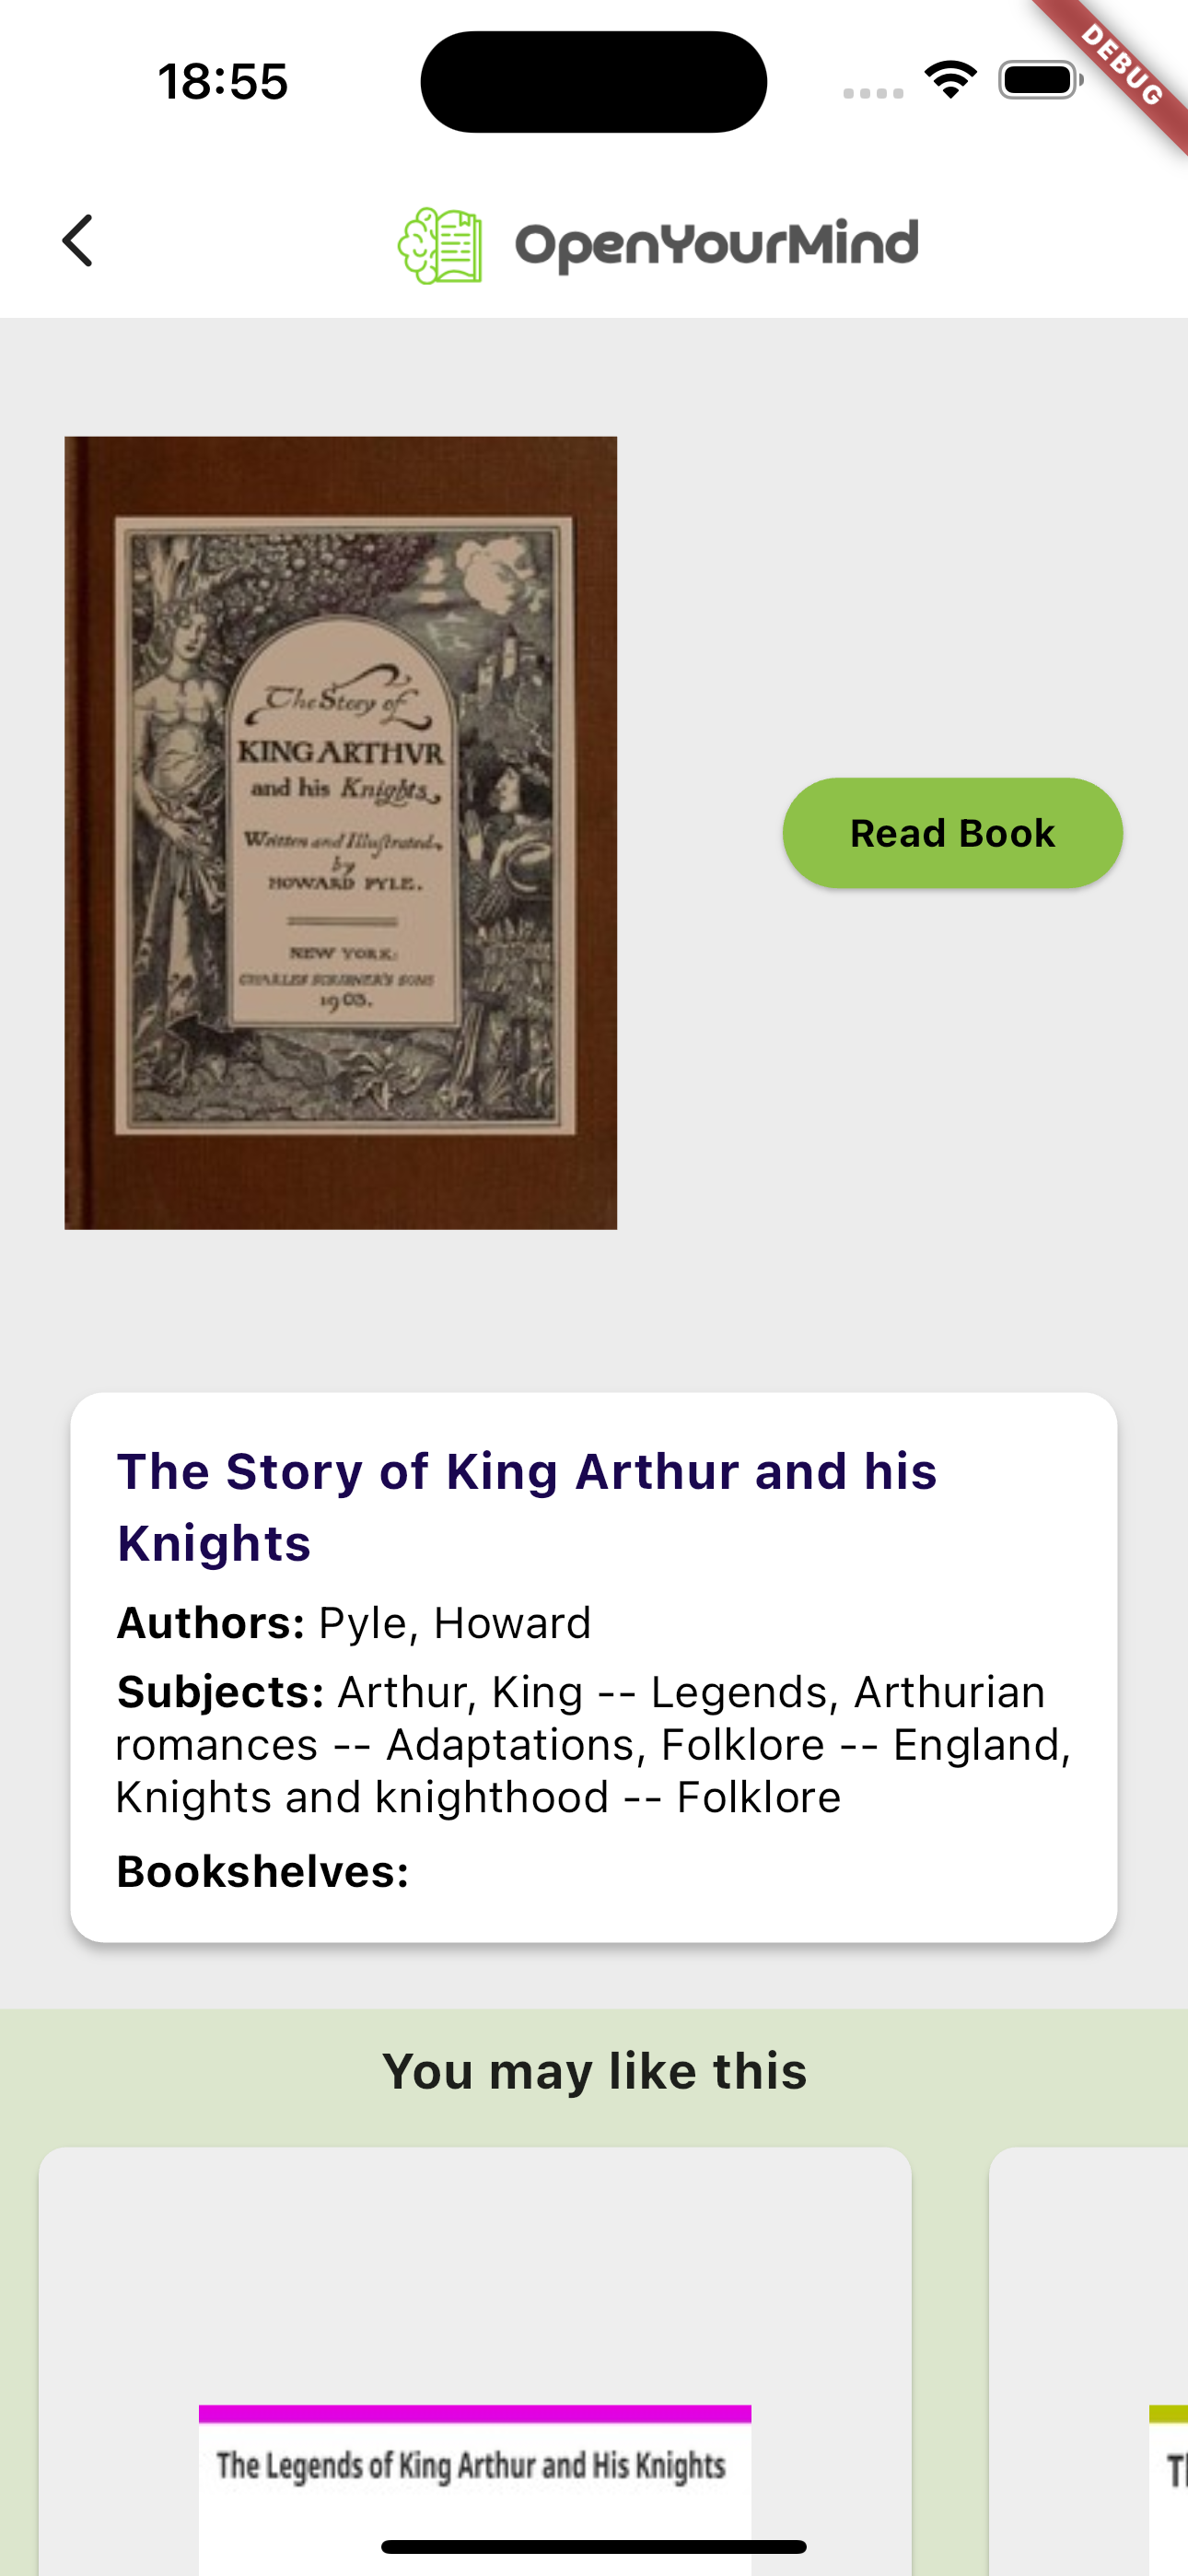 18:55
DEBUG
OpenYourMind
The Story of
KING ARTHVR
and his Knights
Written and Illustrated
by
HOWARD PYLE.
NEW YORK:
CHARLES SCRIBNER'S SONS
1903.
Read Book
The Story of King Arthur and his
Knights
Authors: Pyle, Howard
Subjects: Arthur, King -- Legends, Arthurian
romances -- Adaptations, Folklore -- England,
Knights and knighthood -- Folklore
Bookshelves:
You may like this
The Legends of King Arthur and His Knights